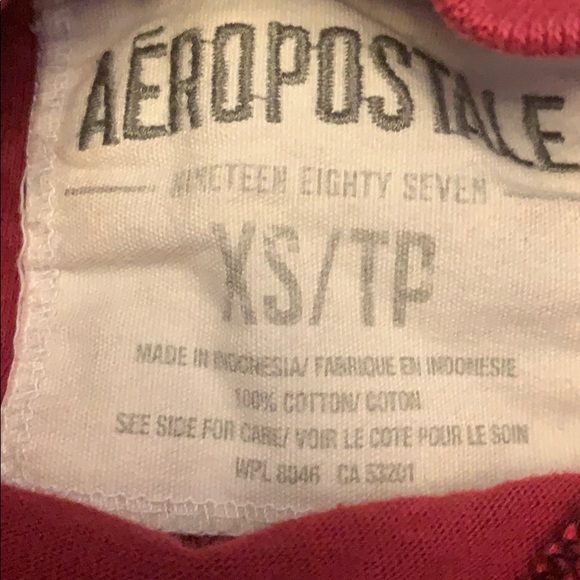 AÉROPOSTALE
NINETEEN EIGHTY SEVEN
XS/TP
MADE IN INDONESIA/ FABRIQUE EN INDONESIE
100% COTTON/ COTON
SEE SIDE FOR CARE/ VOIR LE COTE POUR LE SOIN
WPL 8046 CA 53201